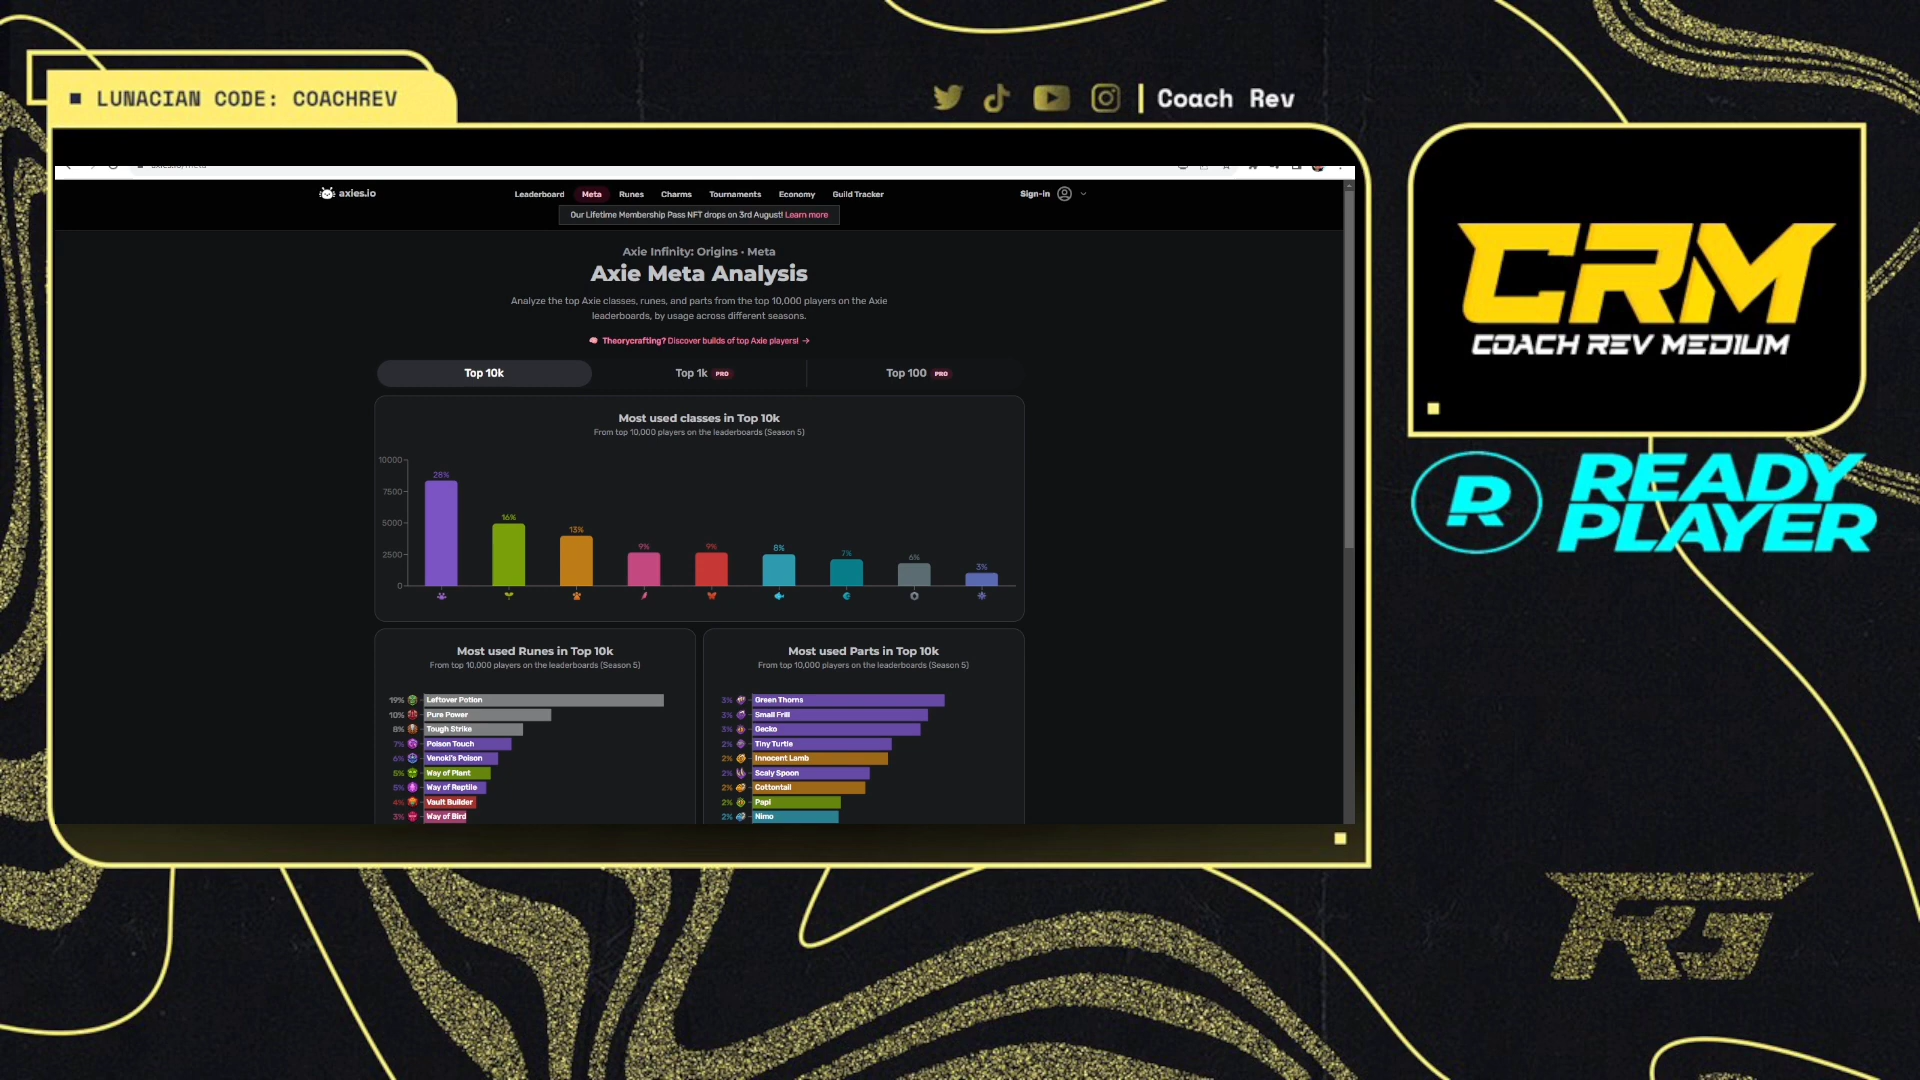 LUNACIAN CODE: COACHREV
Coach Rev
axies.io
Leaderboard Meta Runes Charms Tournaments Economy Guild Tracker
Sign-in
Our Lifetime Membership Pass NFT drops on 3rd August! Learn more
Axie Infinity: Origins · Meta
Axie Meta Analysis
Analyze the top Axie classes, runes, and parts from the top 10,000 players on the Axie
leaderboards, by usage across different seasons.
Theorycrafting? Discover builds of top Axie players! →
Top 10k
Top 1k PRO
Top 100 PRO
Most used classes in Top 10k
From top 10,000 players on the leaderboards (Season 5)
10000
7500
5000
2500
0
28%
16%
13%
9%
9%
8%
7%
6%
3%
Most used Runes in Top 10k
From top 10,000 players on the leaderboards (Season 5)
19% Leftover Potion
10% Pure Power
8% Tough Strike
7% Poison Touch
6% Venoki's Poison
5% Way of Plant
5% Way of Reptile
4% Vault Builder
3% Way of Bird
Most used Parts in Top 10k
From top 10,000 players on the leaderboards (Season 5)
3% Green Thorns
3% Small Frill
3% Gecko
2% Tiny Turtle
2% Innocent Lamb
2% Scaly Spoon
2% Cottontail
2% Papi
2% Nimo
CRM
COACH REV MEDIUM
R
READY
PLAYER